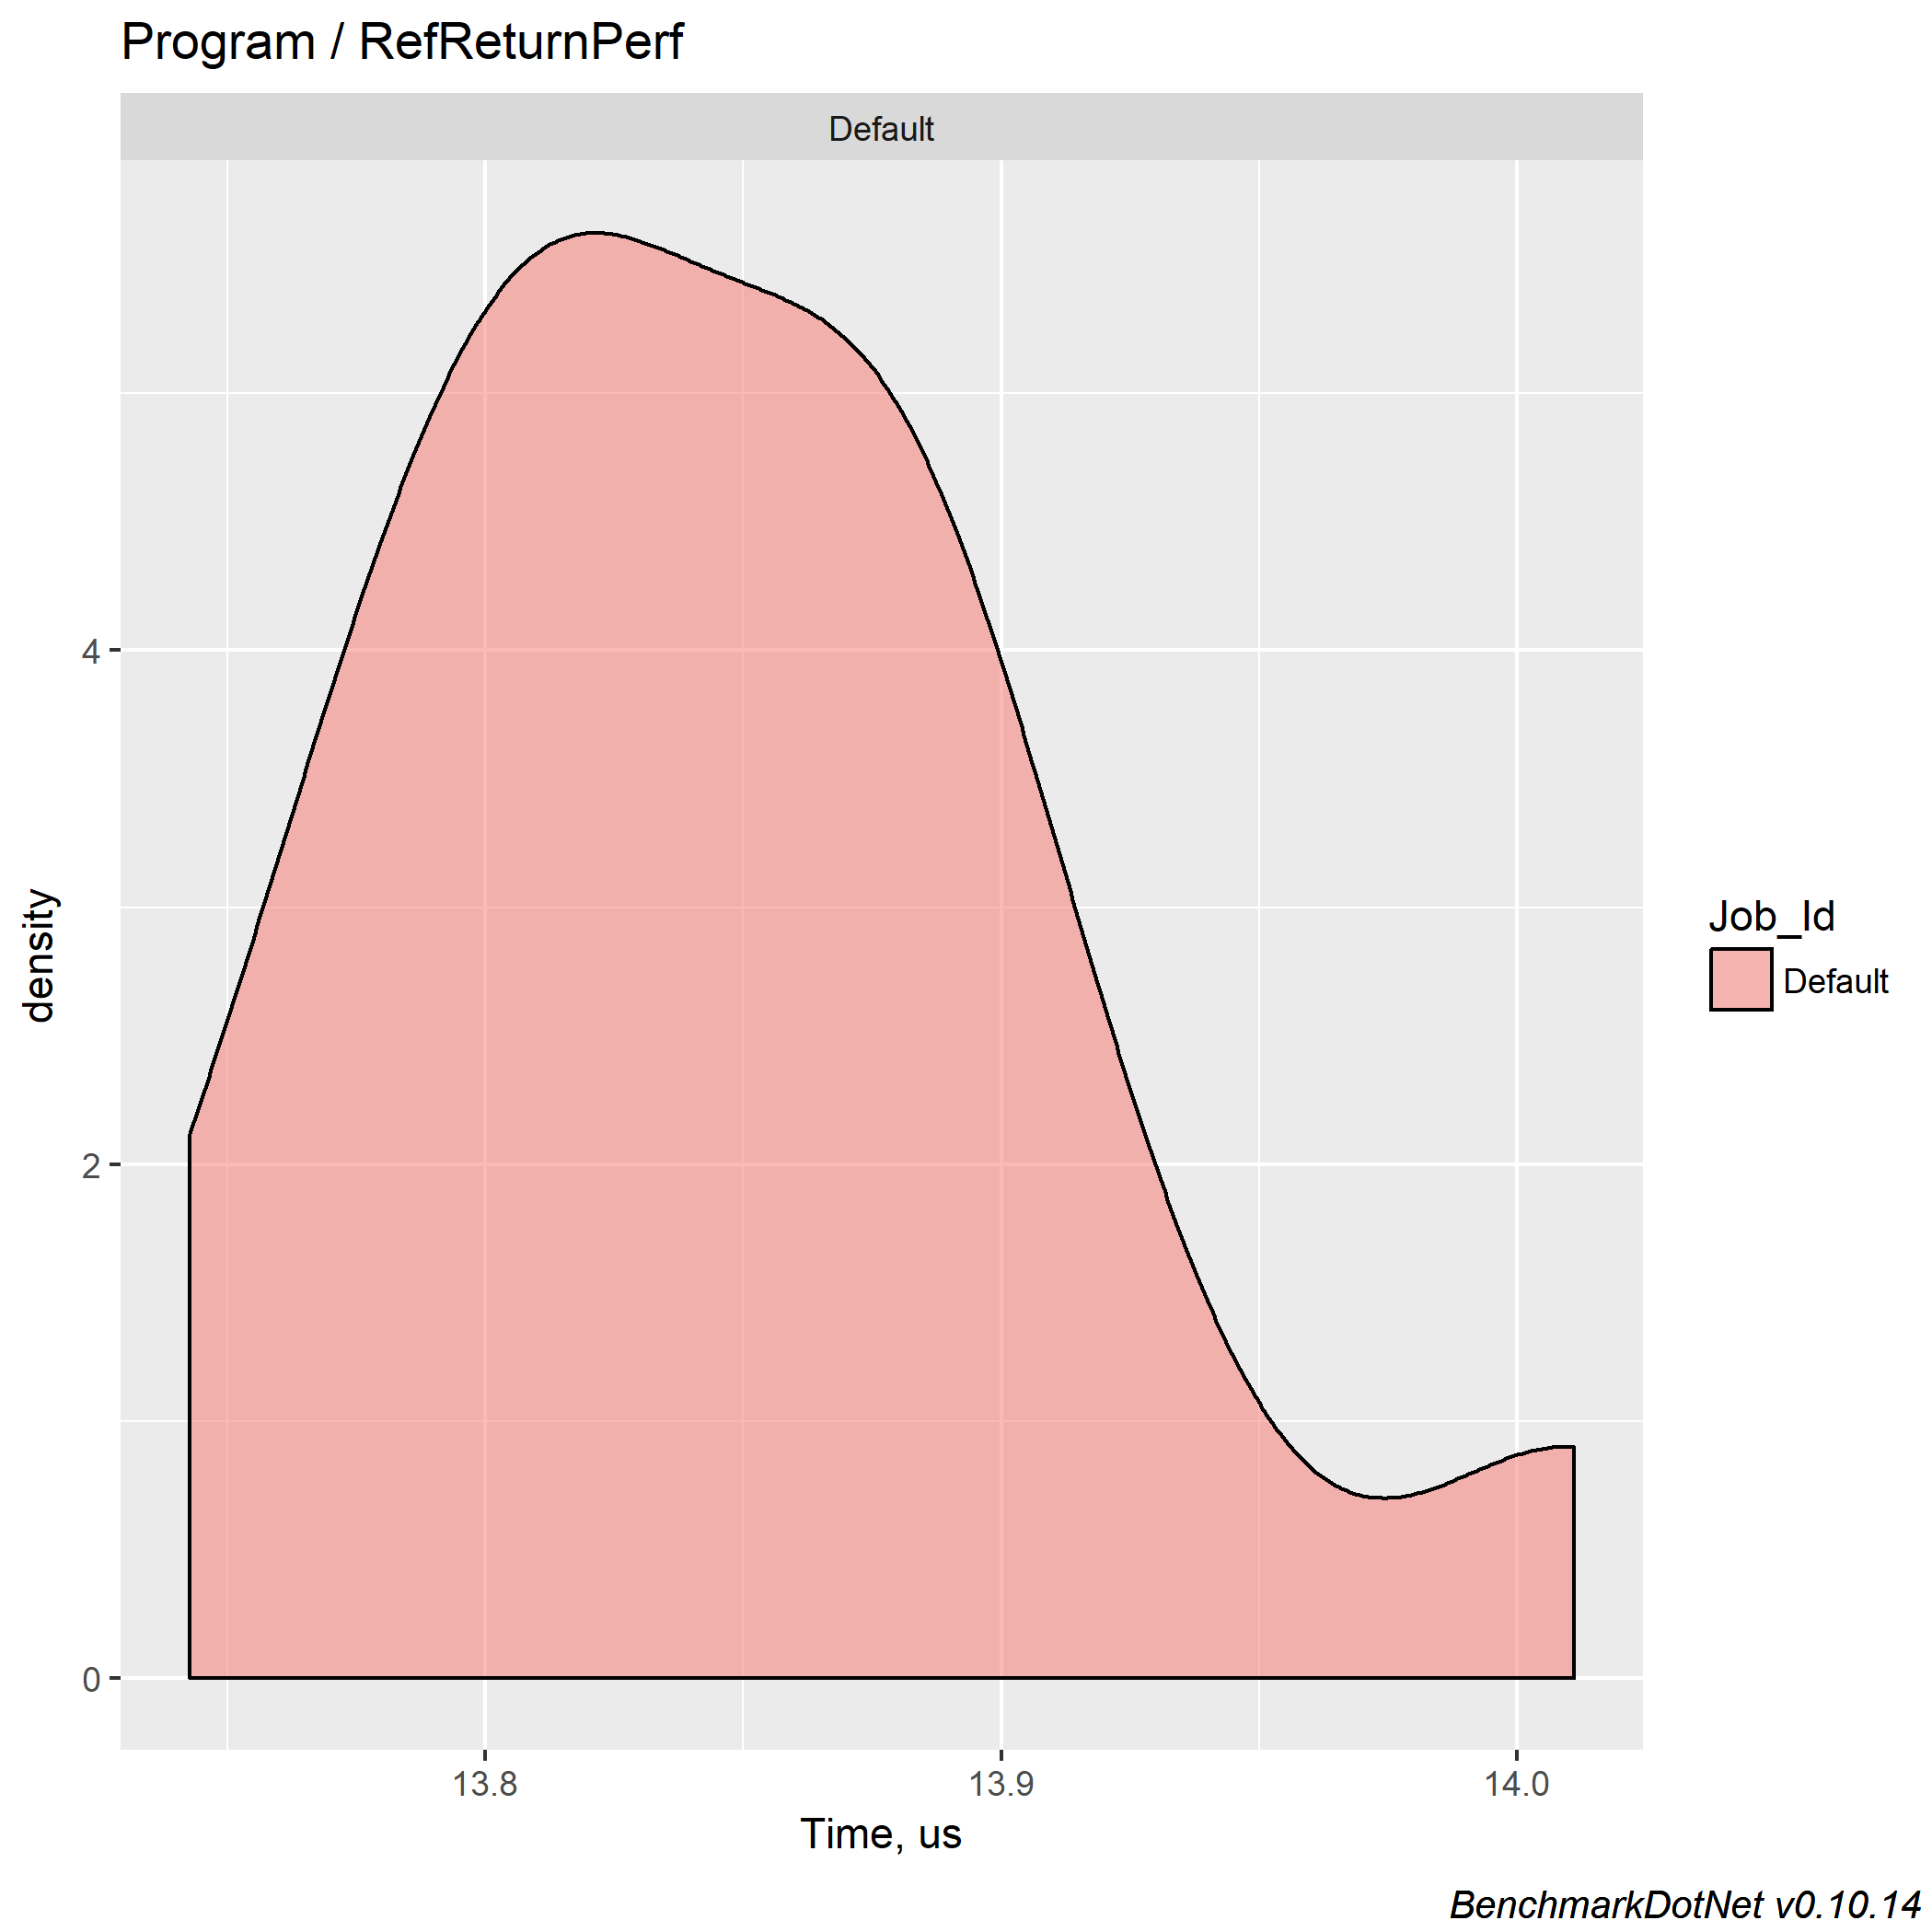 Program / RefReturnPerf
Default
density
4
2
0
13.8 13.9 14.0
Time, us
Job_Id
Default
BenchmarkDotNet v0.10.14